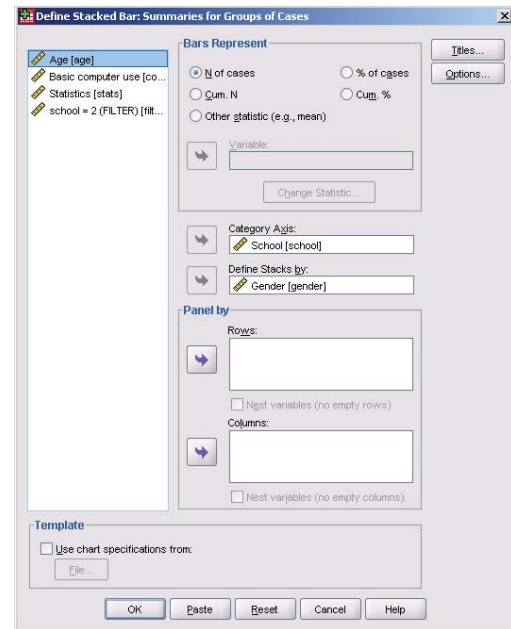 Define Stacked Bar: Summaries for Groups of Cases
Age [age]
Basic computer use [co...
Statistics [stats]
school = 2 (FILTER) [filt...
Bars Represent
N of cases
% of cases
Cum. N
Cum. %
Other statistic (e.g., mean)
Variable:
Change Statistic...
Category Axis:
School [school]
Define Stacks by:
Gender [gender]
Panel by
Rows:
Nest variables (no empty rows)
Columns:
Nest variables (no empty columns)
Titles...
Options...
Template
Use chart specifications from:
File...
OK
Paste
Reset
Cancel
Help